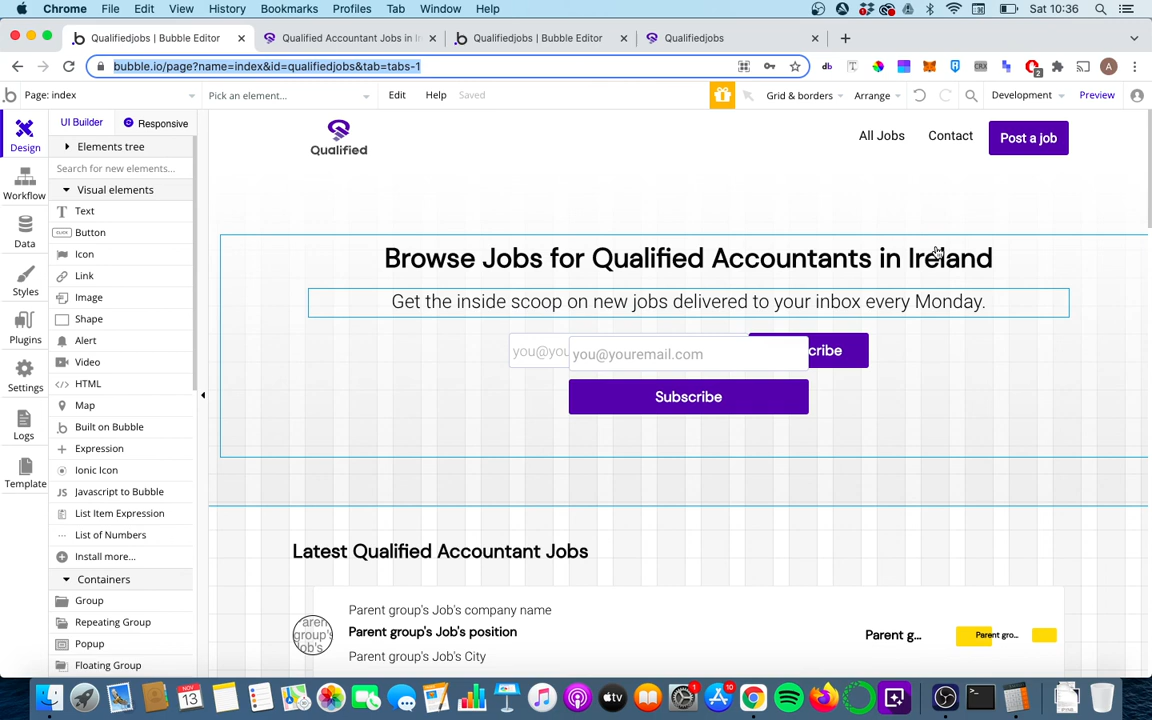 Chrome File Edit View History Bookmarks Profiles Tab Window Help Sat 10:36
Qualifiedjobs | Bubble Editor Qualified Accountant Jobs in I Qualifiedjobs | Bubble Editor Qualifiedjobs
bubble.io/page?name=index&id=qualifiedjobs&tab=tabs-1
Page: index Pick an element... Edit Help Saved Grid & borders Arrange Development Preview
Design
Workflow
Data
Styles
Plugins
Settings
Logs
Template
UI Builder Responsive
Elements tree
Search for new elements...
Visual elements
Text
Button
Icon
Link
Image
Shape
Alert
Video
HTML
Map
Built on Bubble
Expression
Ionic Icon
Javascript to Bubble
List Item Expression
List of Numbers
Install more...
Containers
Group
Repeating Group
Popup
Floating Group
Qualified
All Jobs Contact Post a job
Browse Jobs for Qualified Accountants in Ireland
Get the inside scoop on new jobs delivered to your inbox every Monday.
you@you you@youremail.com cribe
Subscribe
Latest Qualified Accountant Jobs
Parent group's Job's company name
Parent group's Job's position
Parent group's Job's City
Parent g... Parent gro...